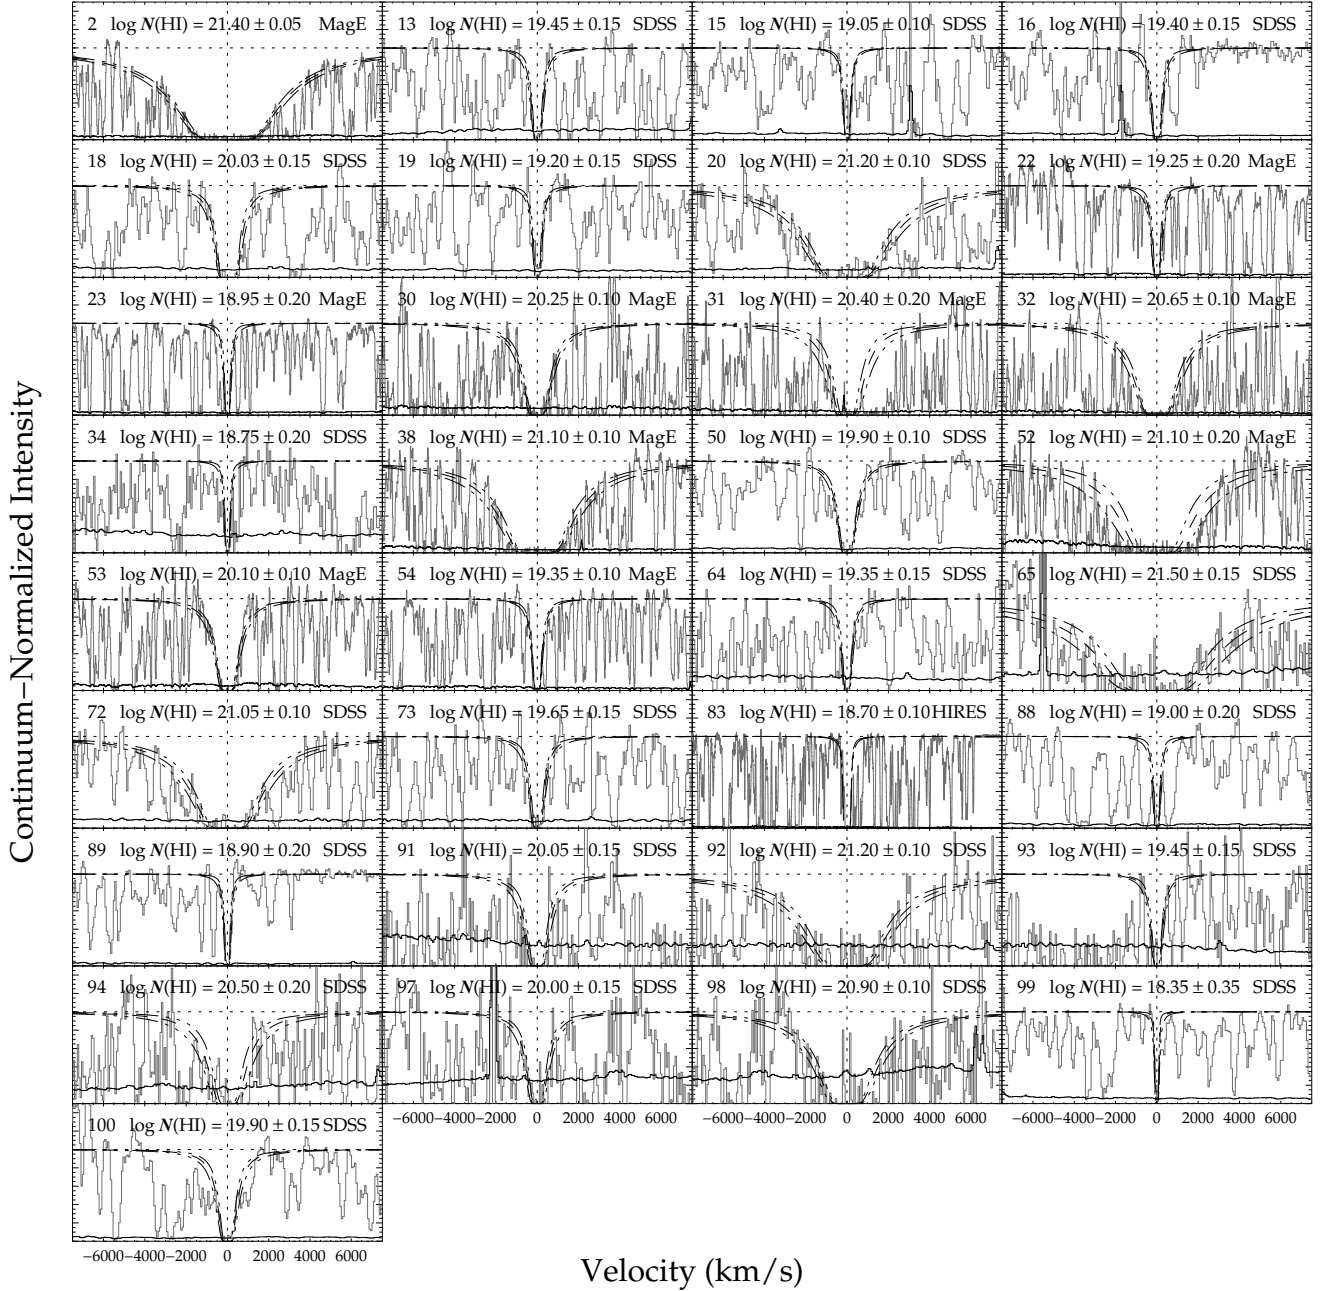 2 log N(HI) = 21.40 ± 0.05 MagE
13 log N(HI) = 19.45 ± 0.15 SDSS
15 log N(HI) = 19.05 ± 0.10 SDSS
16 log N(HI) = 19.40 ± 0.15 SDSS
18 log N(HI) = 20.03 ± 0.15 SDSS
19 log N(HI) = 19.20 ± 0.15 SDSS
20 log N(HI) = 21.20 ± 0.10 SDSS
22 log N(HI) = 19.25 ± 0.20 MagE
23 log N(HI) = 18.95 ± 0.20 MagE
30 log N(HI) = 20.25 ± 0.10 MagE
31 log N(HI) = 20.40 ± 0.20 MagE
32 log N(HI) = 20.65 ± 0.10 MagE
34 log N(HI) = 18.75 ± 0.20 SDSS
38 log N(HI) = 21.10 ± 0.10 MagE
50 log N(HI) = 19.90 ± 0.10 SDSS
52 log N(HI) = 21.10 ± 0.20 MagE
53 log N(HI) = 20.10 ± 0.10 MagE
54 log N(HI) = 19.35 ± 0.10 MagE
64 log N(HI) = 19.35 ± 0.15 SDSS
65 log N(HI) = 21.50 ± 0.15 SDSS
72 log N(HI) = 21.05 ± 0.10 SDSS
73 log N(HI) = 19.65 ± 0.15 SDSS
83 log N(HI) = 18.70 ± 0.10 HIRES
88 log N(HI) = 19.00 ± 0.20 SDSS
89 log N(HI) = 18.90 ± 0.20 SDSS
91 log N(HI) = 20.05 ± 0.15 SDSS
92 log N(HI) = 21.20 ± 0.10 SDSS
93 log N(HI) = 19.45 ± 0.15 SDSS
94 log N(HI) = 20.50 ± 0.20 SDSS
97 log N(HI) = 20.00 ± 0.15 SDSS
98 log N(HI) = 20.90 ± 0.10 SDSS
99 log N(HI) = 18.35 ± 0.35 SDSS
−6000 −4000 −2000 0 2000 4000 6000
−6000 −4000 −2000 0 2000 4000 6000
−6000 −4000 −2000 0 2000 4000 6000
100 log N(HI) = 19.90 ± 0.15 SDSS
−6000 −4000 −2000 0 2000 4000 6000
Continuum−Normalized Intensity
Velocity (km/s)